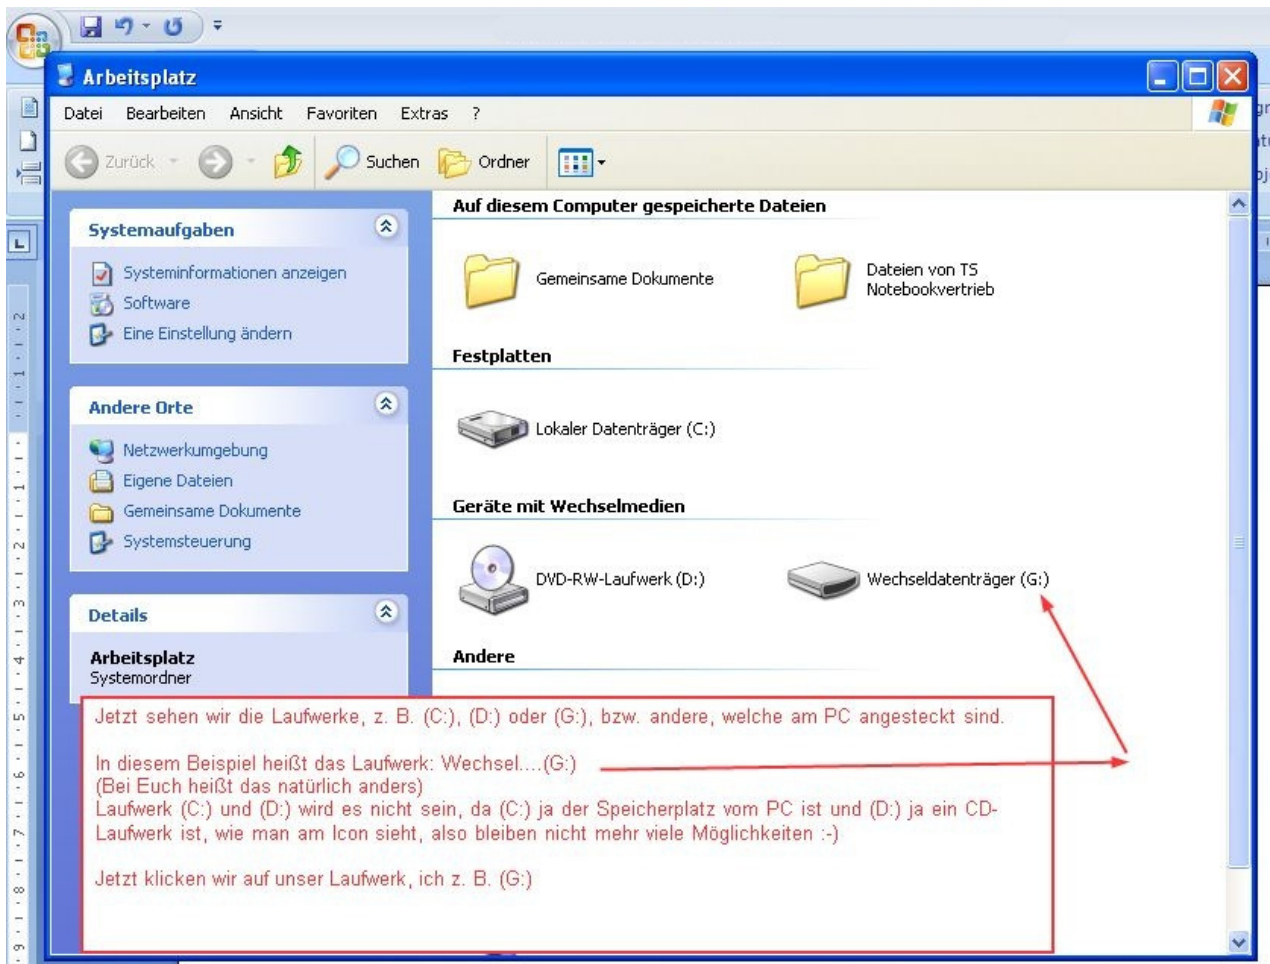 Arbeitsplatz
Datei Bearbeiten Ansicht Favoriten Extras ?
Zurück Suchen Ordner
Systemaufgaben
Systeminformationen anzeigen
Software
Eine Einstellung ändern
Andere Orte
Netzwerkumgebung
Eigene Dateien
Gemeinsame Dokumente
Systemsteuerung
Details
Arbeitsplatz
Systemordner
Auf diesem Computer gespeicherte Dateien
Gemeinsame Dokumente
Dateien von TS
Notebookvertrieb
Festplatten
Lokaler Datenträger (C:)
Geräte mit Wechselmedien
DVD-RW-Laufwerk (D:)
Wechseldatenträger (G:)
Andere
Jetzt sehen wir die Laufwerke, z. B. (C:), (D:) oder (G:), bzw. andere, welche am PC angesteckt sind.
In diesem Beispiel heißt das Laufwerk: Wechsel....(G:)
(Bei Euch heißt das natürlich anders)
Laufwerk (C:) und (D:) wird es nicht sein, da (C:) ja der Speicherplatz vom PC ist und (D:) ja ein CD-
Laufwerk ist, wie man am Icon sieht, also bleiben nicht mehr viele Möglichkeiten :-)
Jetzt klicken wir auf unser Laufwerk, ich z. B. (G:)